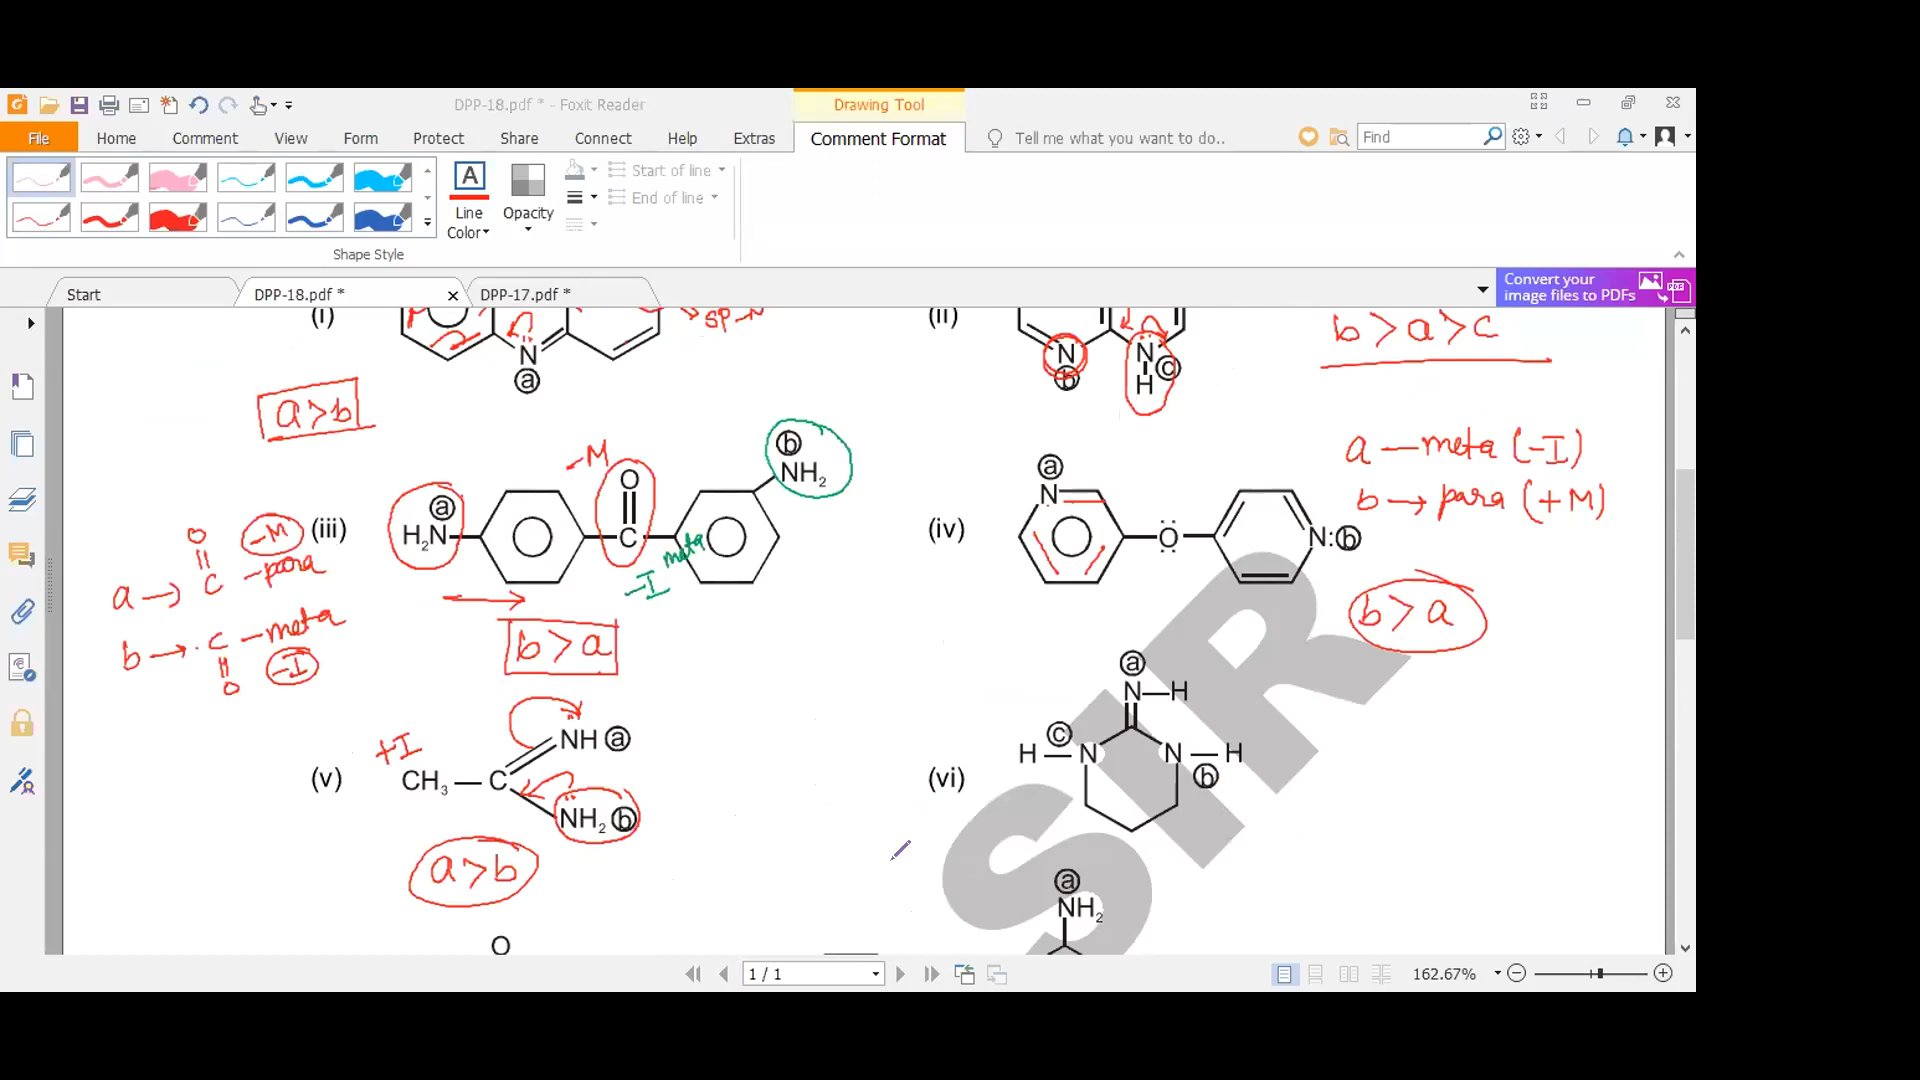 DPP-18.pdf * - Foxit Reader
Drawing Tool
File Home Comment View Form Protect Share Connect Help Extras Comment Format Tell me what you want to do.. Find
Line Color
Opacity
Start of line
End of line
Shape Style
Start DPP-18.pdf * DPP-17.pdf *
Convert your image files to PDFs
(i)
N
a
a > b
(ii)
N
b
N
H
c
b > a > c
(iii)
a
H2N
-M
O
C
b
NH2
meta
-I
a → C
O
-M
- para
b → C
O
- meta
-I
b > a
(iv)
a
N
O
N: b
a — meta (-I)
b → para (+M)
b > a
(v)
+I
CH3 — C
NH a
NH2 b
a > b
(vi)
a
N—H
c
H — N
N — H
b
O
a
NH2
SIR
1 / 1
162.67%